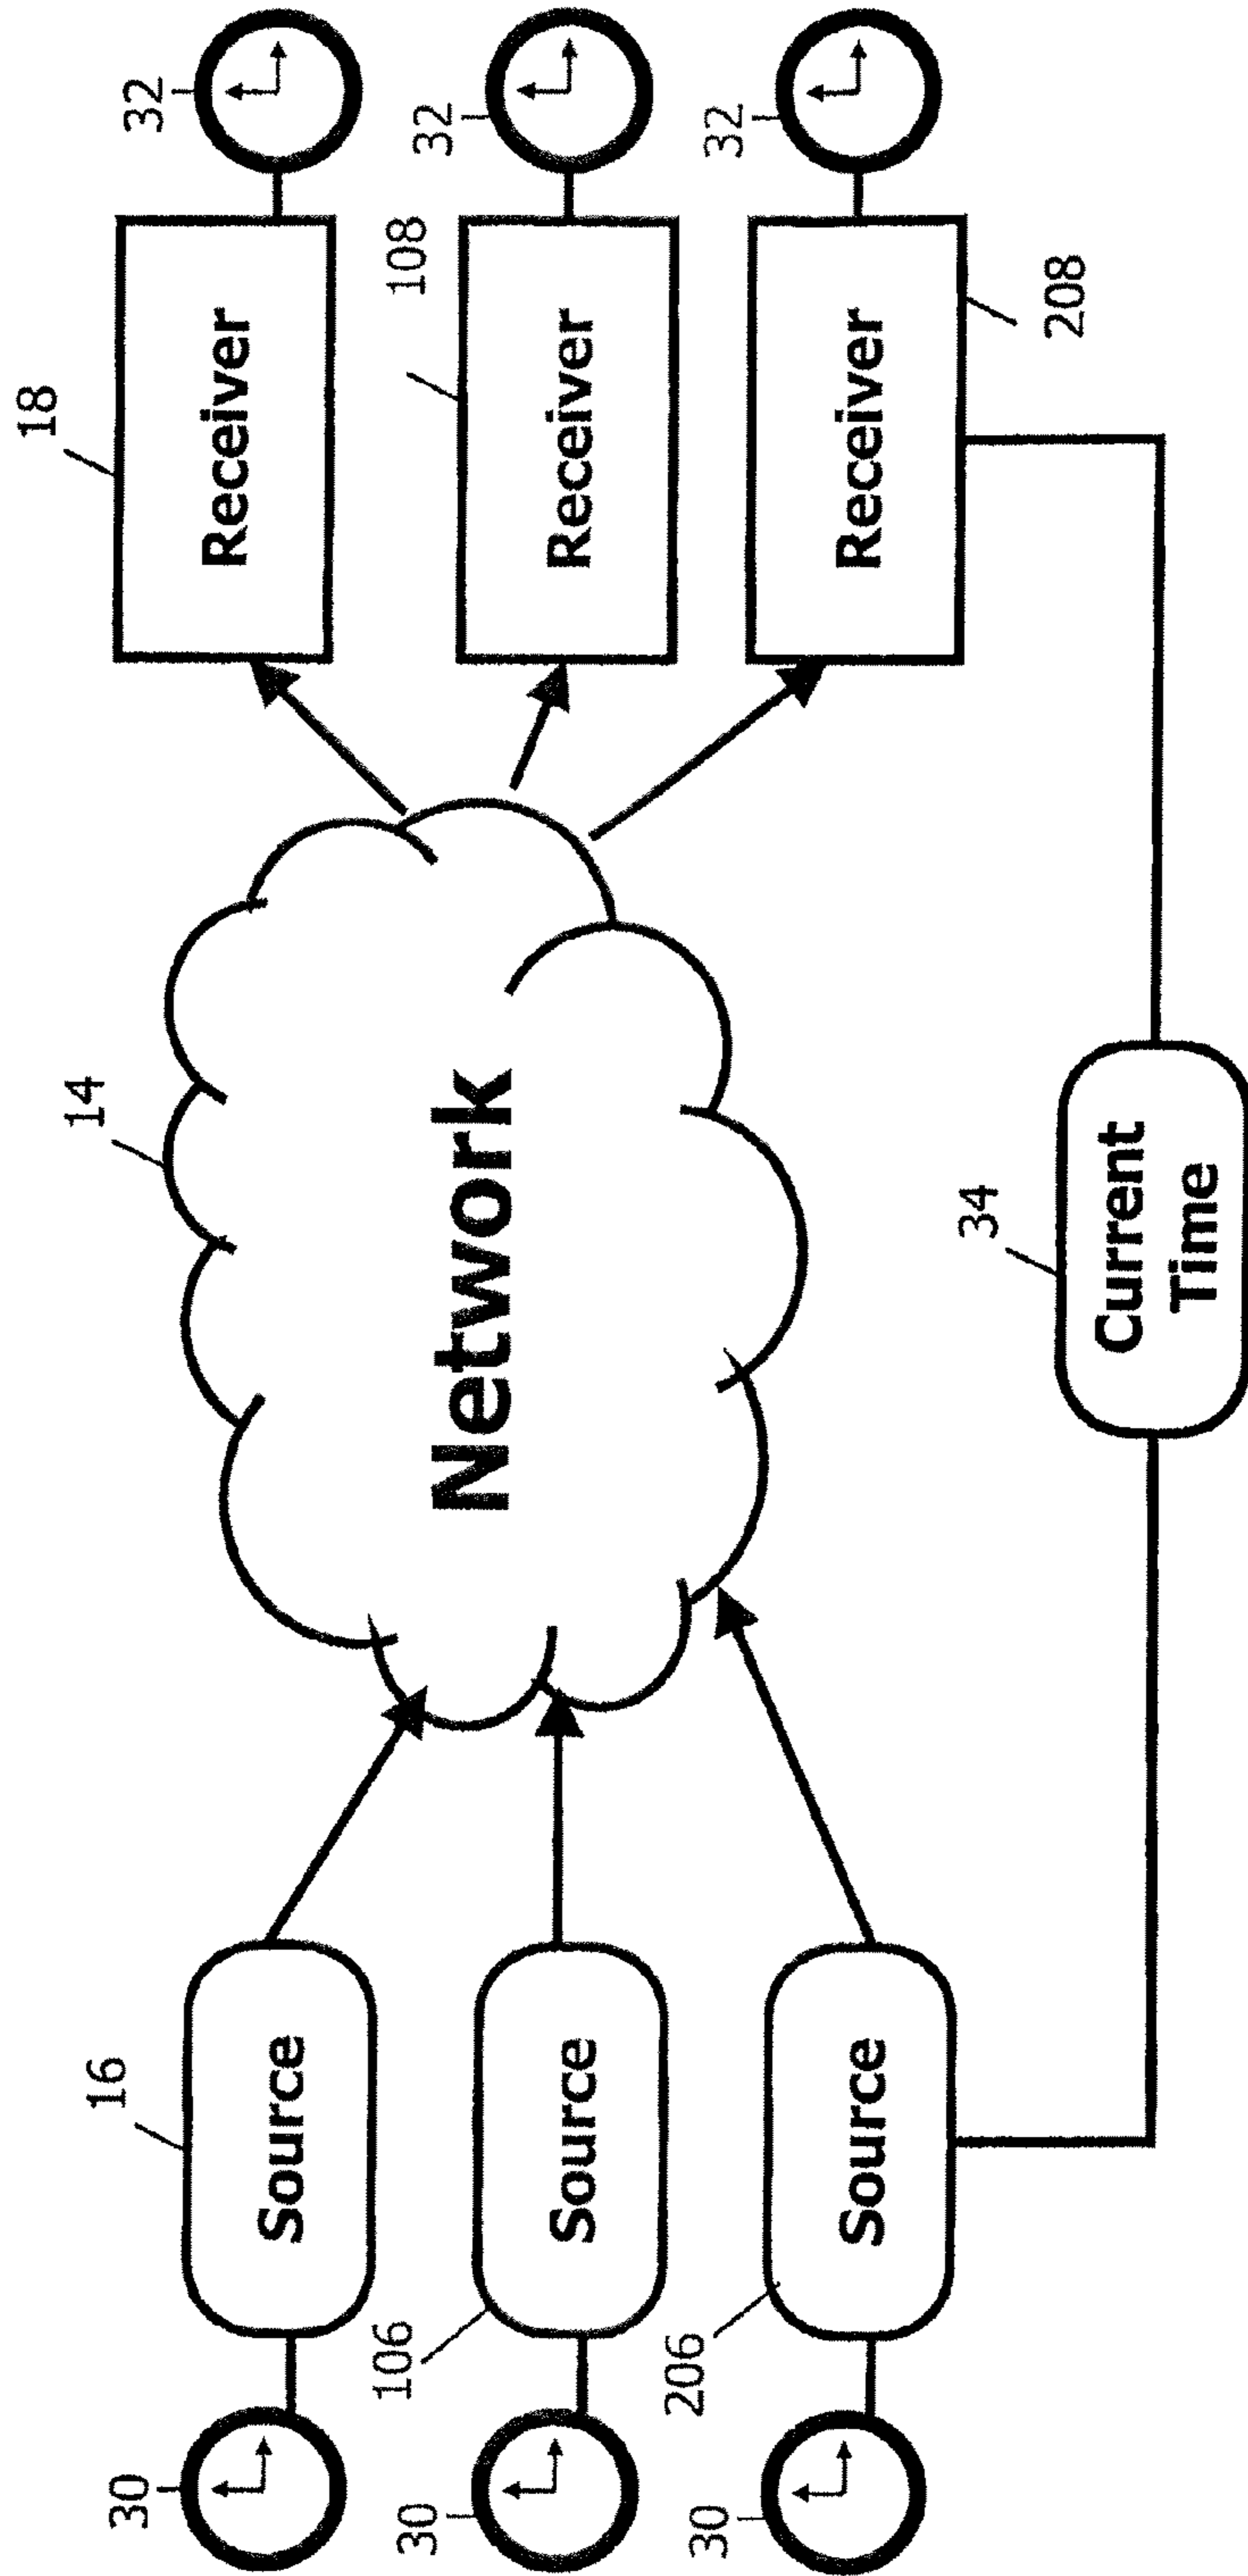 18
14
16
30
32
Source
Receiver
106
30
108
32
Network
Source
Receiver
206
30
32
Source
Receiver
34
208
Current
Time